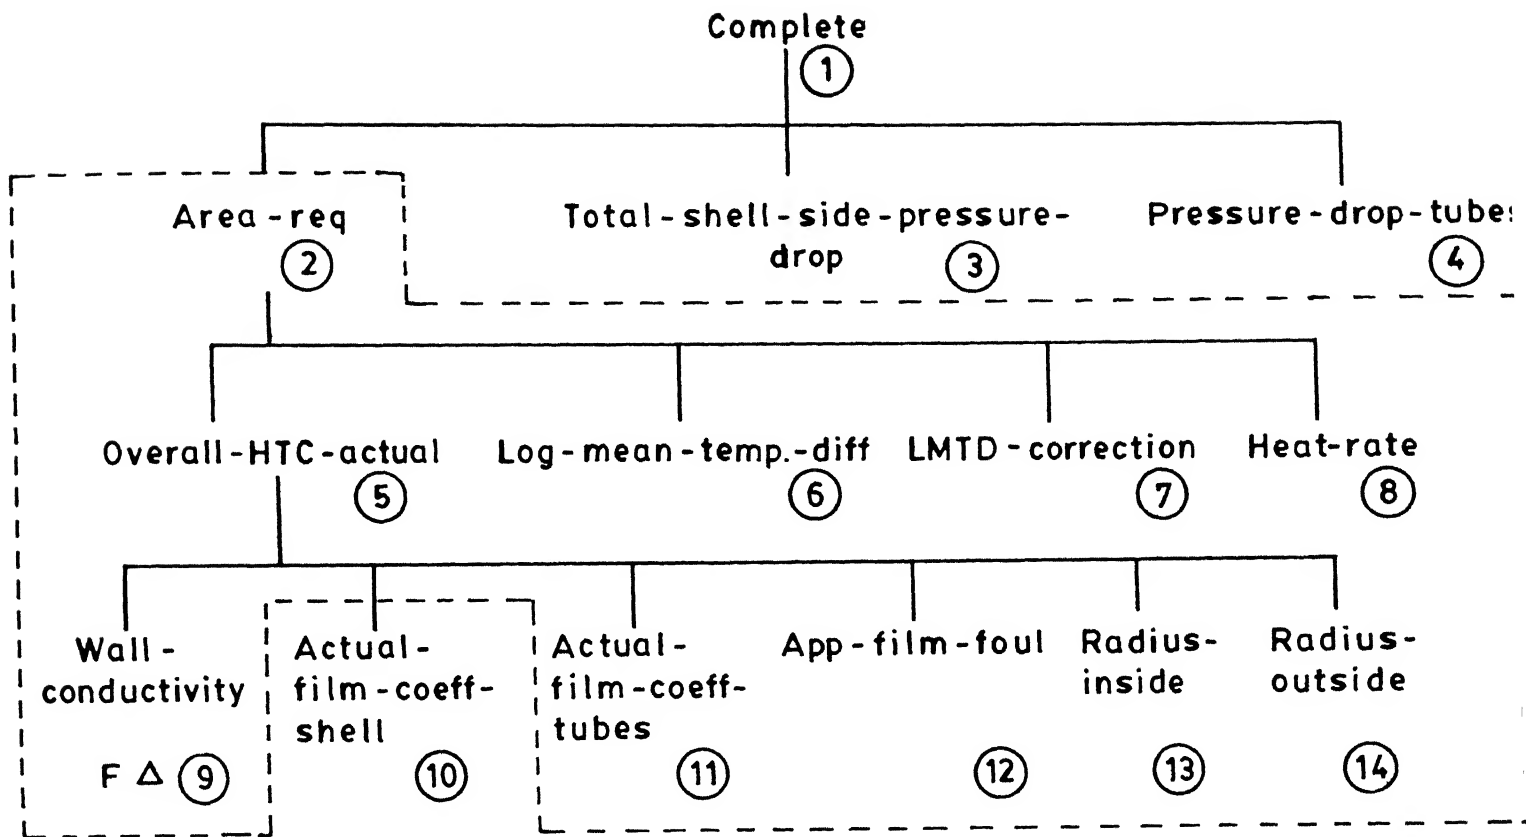 Complete
1
Area-req
2
Total-shell-side-pressure-
drop
3
Pressure-drop-tubes
4
Overall-HTC-actual
5
Log-mean-temp.-diff
6
LMTD-correction
7
Heat-rate
8
Wall-
conductivity
F Δ 9
Actual-
film-coeff-
shell
10
Actual-
film-coeff-
tubes
11
App-film-foul
12
Radius-
inside
13
Radius-
outside
14